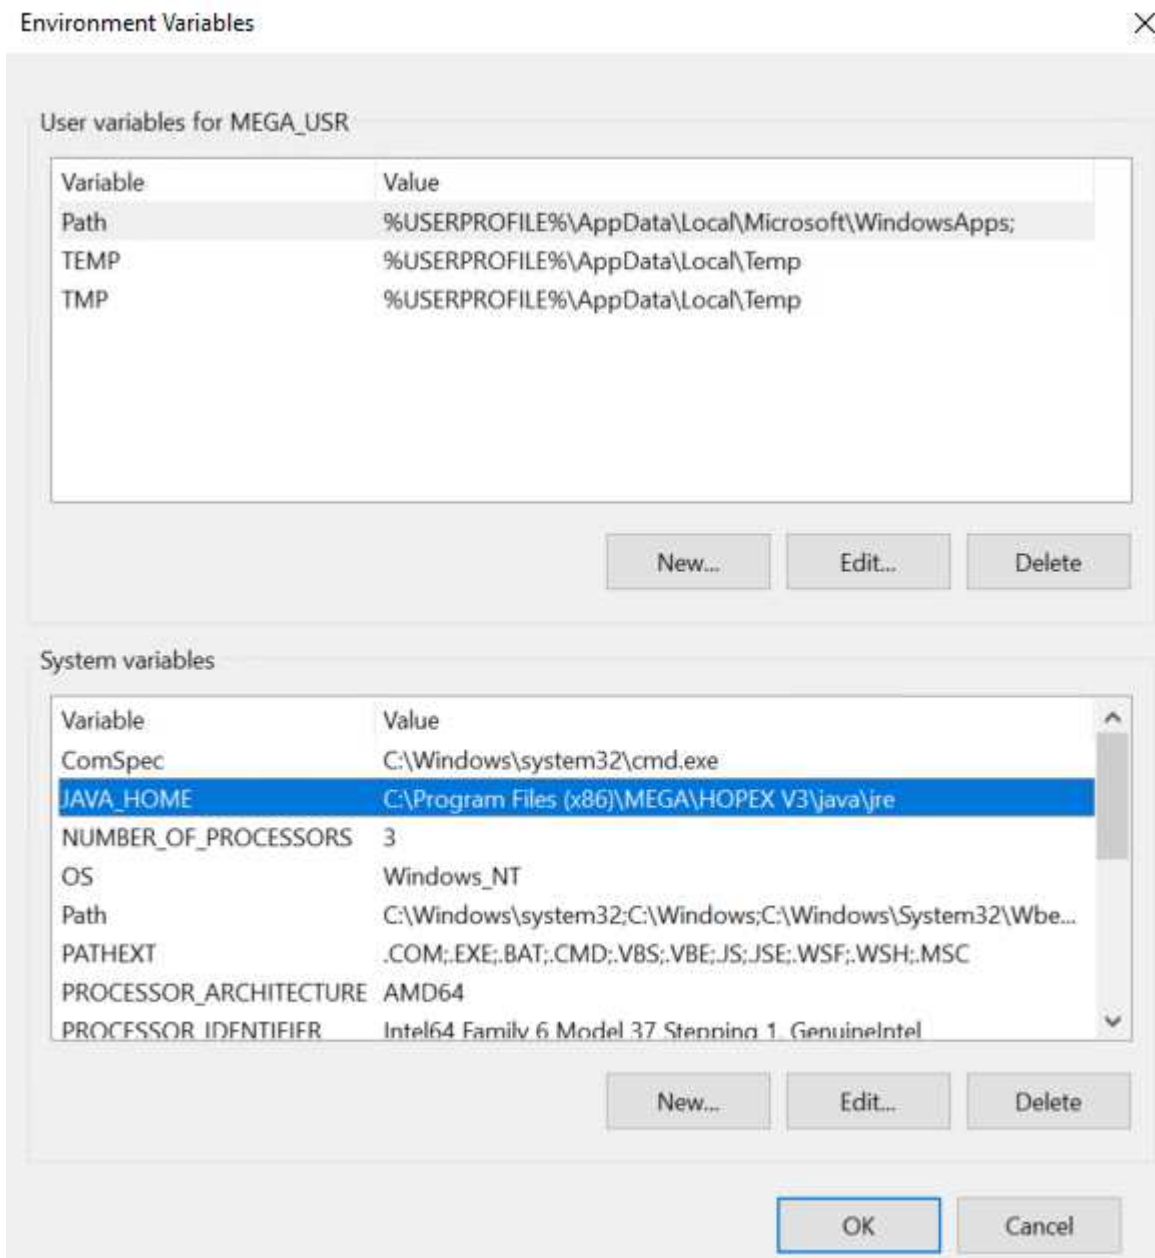 Environment Variables
User variables for MEGA_USR
Variable Value
Path %USERPROFILE%\AppData\Local\Microsoft\WindowsApps;
TEMP %USERPROFILE%\AppData\Local\Temp
TMP %USERPROFILE%\AppData\Local\Temp
New... Edit... Delete
System variables
Variable Value
ComSpec C:\Windows\system32\cmd.exe
JAVA_HOME C:\Program Files (x86)\MEGA\HOPEX V3\java\jre
NUMBER_OF_PROCESSORS 3
OS Windows_NT
Path C:\Windows\system32;C:\Windows;C:\Windows\System32\Wbe...
PATHEXT .COM;.EXE;.BAT;.CMD;.VBS;.VBE;.JS;.JSE;.WSF;.WSH;.MSC
PROCESSOR_ARCHITECTURE AMD64
PROCESSOR_IDENTIFIER Intel64 Family 6 Model 37 Stepping 1, GenuineIntel
New... Edit... Delete
OK Cancel